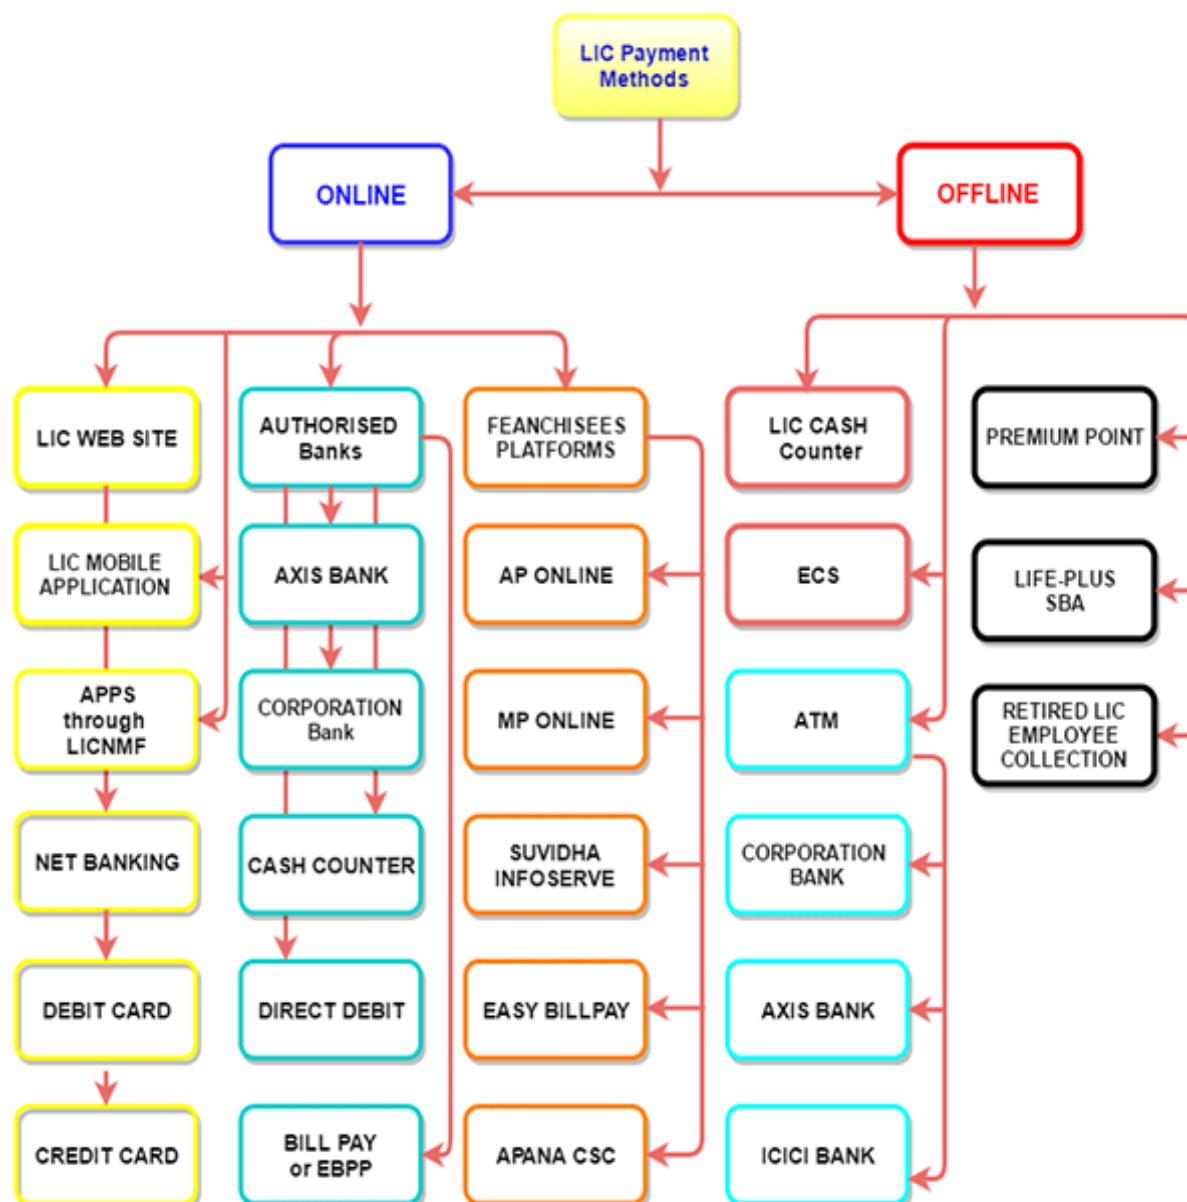 LIC Payment
Methods
ONLINE
OFFLINE
LIC WEB SITE
AUTHORISED
Banks
FEANCHISEES
PLATFORMS
LIC CASH
Counter
PREMIUM POINT
LIC MOBILE
APPLICATION
AXIS BANK
AP ONLINE
ECS
LIFE-PLUS
SBA
APPS
through
LICNMF
CORPORATION
Bank
MP ONLINE
ATM
RETIRED LIC
EMPLOYEE
COLLECTION
NET BANKING
CASH COUNTER
SUVIDHA
INFOSERVE
CORPORATION
BANK
DEBIT CARD
DIRECT DEBIT
EASY BILLPAY
AXIS BANK
CREDIT CARD
BILL PAY
or EBPP
APANA CSC
ICICI BANK